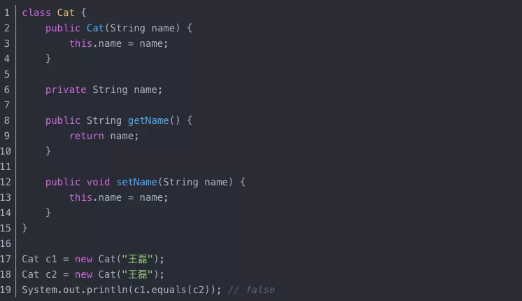 1 class Cat {
2     public Cat(String name) {
3         this.name = name;
4     }
5
6     private String name;
7
8     public String getName() {
9         return name;
10     }
11
12     public void setName(String name) {
13         this.name = name;
14     }
15 }
16
17 Cat c1 = new Cat("王磊");
18 Cat c2 = new Cat("王磊");
19 System.out.println(c1.equals(c2)); // false